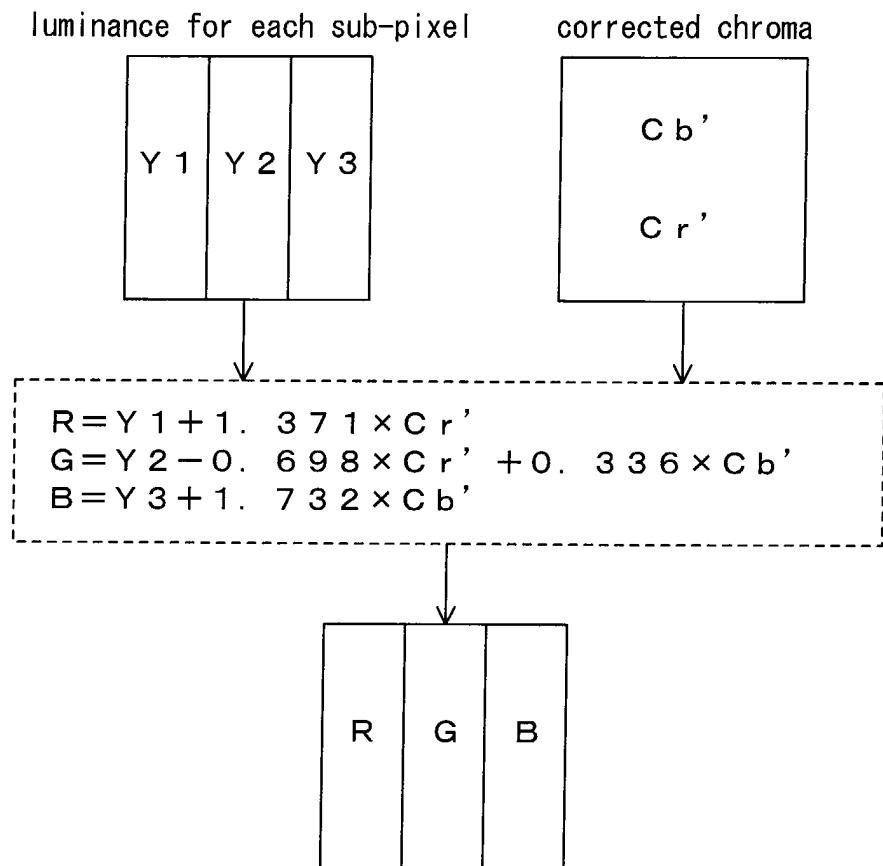 luminance for each sub-pixel
corrected chroma
Y1 Y2 Y3
Cb'
Cr'
R=Y1+1.371×Cr'
G=Y2-0.698×Cr'+0.336×Cb'
B=Y3+1.732×Cb'
R G B